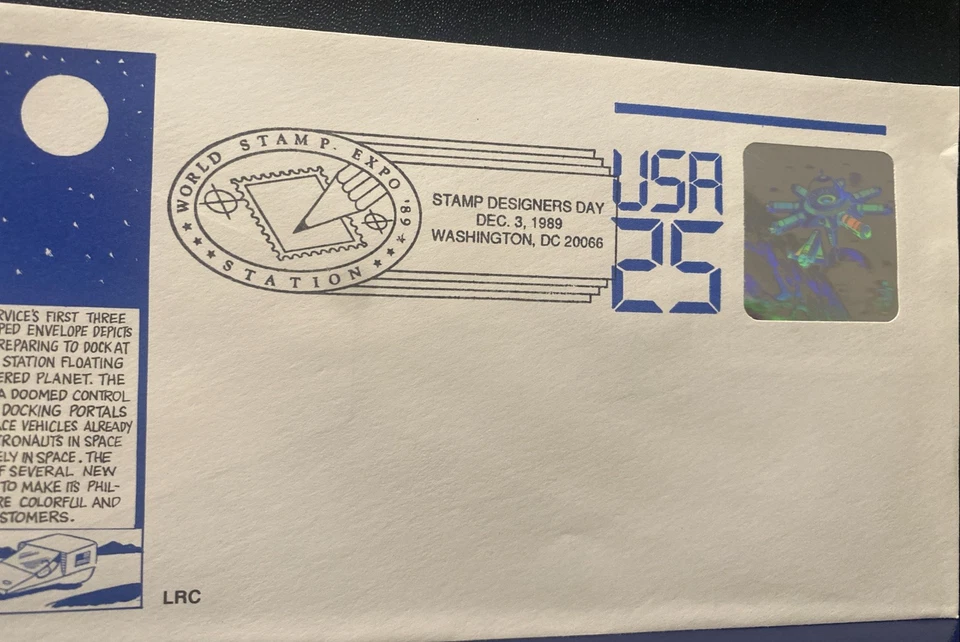 WORLD STAMP EXPO '89
STATION
STAMP DESIGNERS DAY
DEC. 3, 1989
WASHINGTON, DC 20066
USA
25
RVICE'S FIRST THREE
PED ENVELOPE DEPICTS
REPARING TO DOCK AT
STATION FLOATING
ERED PLANET. THE
A DOOMED CONTROL
DOCKING PORTALS
CE VEHICLES ALREADY
TRONAUTS IN SPACE
ELY IN SPACE. THE
F SEVERAL NEW
TO MAKE ITS PHIL-
RE COLORFUL AND
STOMERS.
LRC